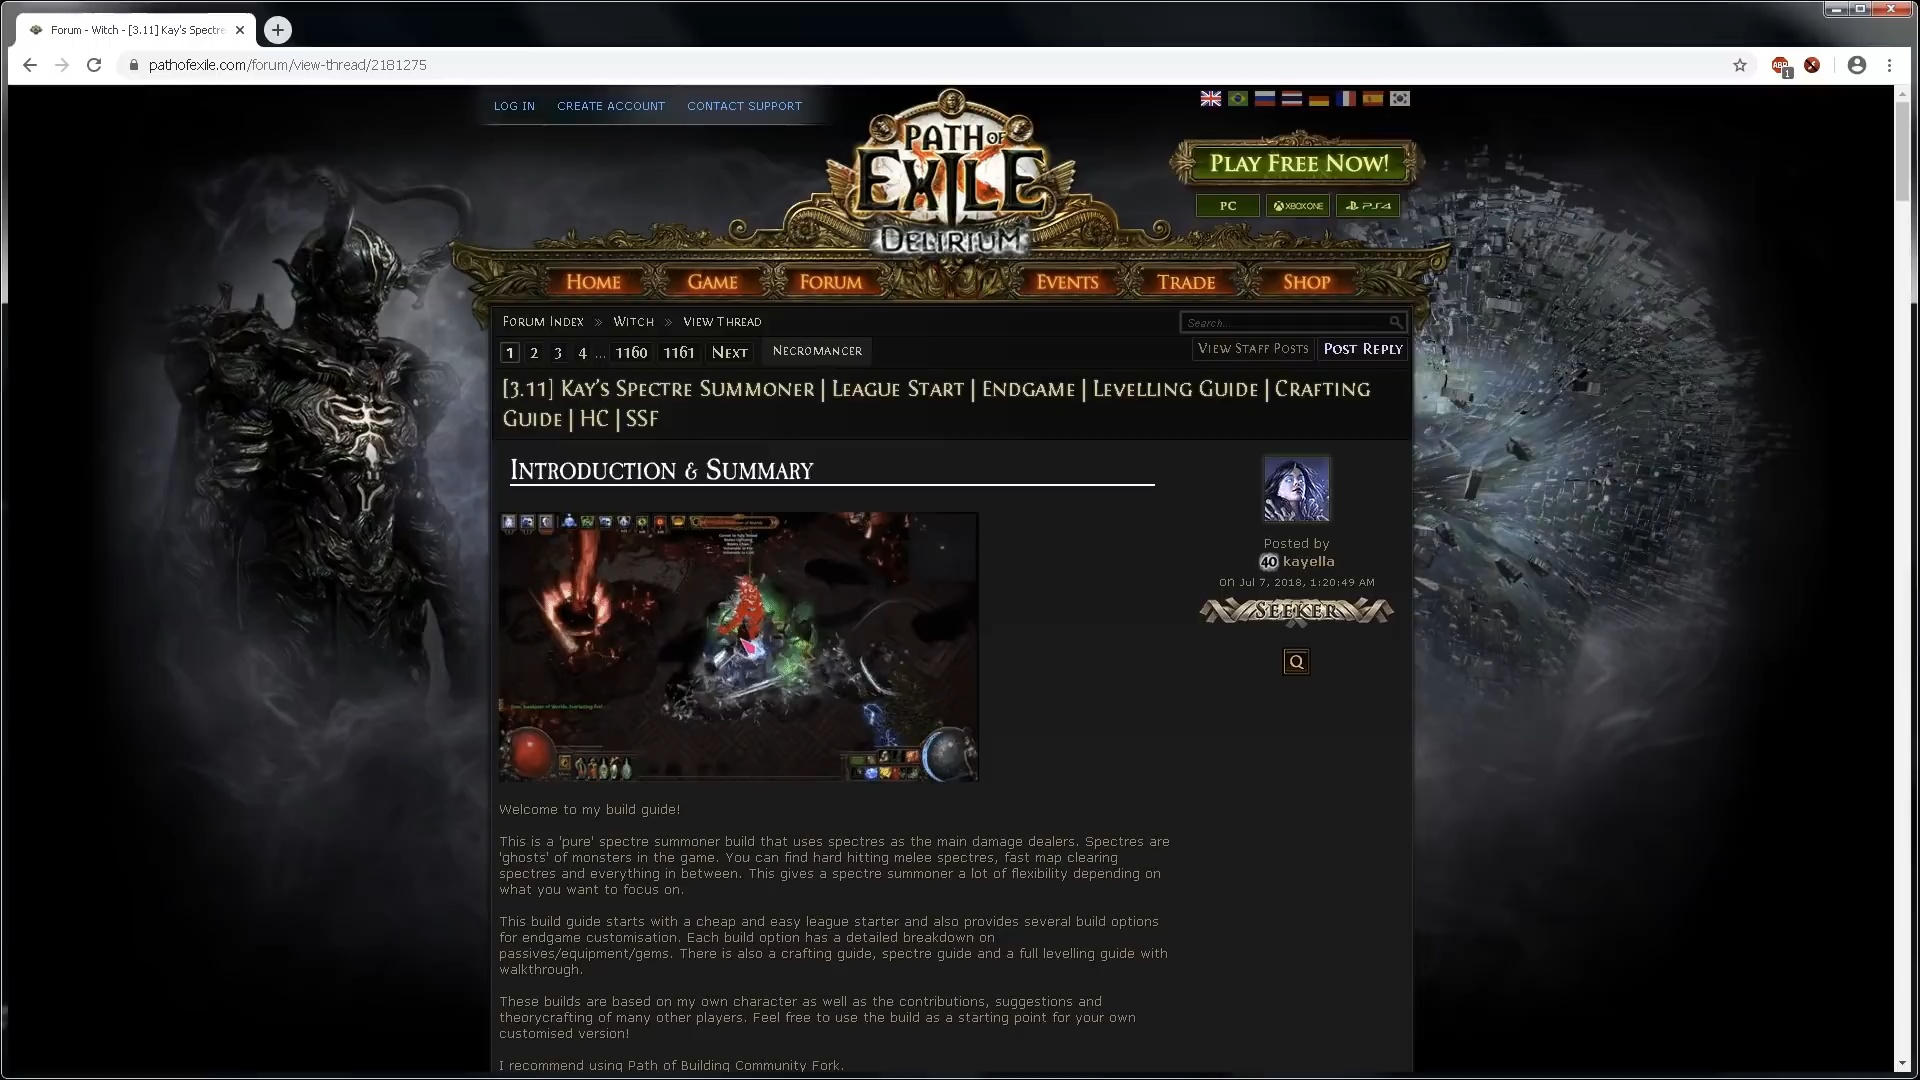 Forum - Witch - [3.11] Kay's Spectre
pathofexile.com/forum/view-thread/2181275
ABP
1
LOG IN CREATE ACCOUNT CONTACT SUPPORT
PATH OF EXILE
DELIRIUM
PLAY FREE NOW!
PC XBOX ONE PS4
HOME GAME FORUM EVENTS TRADE SHOP
FORUM INDEX » WITCH » VIEW THREAD
Search...
1 2 3 4 ... 1160 1161 NEXT NECROMANCER
VIEW STAFF POSTS POST REPLY
[3.11] KAY'S SPECTRE SUMMONER | LEAGUE START | ENDGAME | LEVELLING GUIDE | CRAFTING
GUIDE | HC | SSF
INTRODUCTION & SUMMARY
Posted by
40 kayella
on Jul 7, 2018, 1:20:49 AM
SEEKER
Q
Welcome to my build guide!
This is a 'pure' spectre summoner build that uses spectres as the main damage dealers. Spectres are
'ghosts' of monsters in the game. You can find hard hitting melee spectres, fast map clearing
spectres and everything in between. This gives a spectre summoner a lot of flexibility depending on
what you want to focus on.
This build guide starts with a cheap and easy league starter and also provides several build options
for endgame customisation. Each build option has a detailed breakdown on
passives/equipment/gems. There is also a crafting guide, spectre guide and a full levelling guide with
walkthrough.
These builds are based on my own character as well as the contributions, suggestions and
theorycrafting of many other players. Feel free to use the build as a starting point for your own
customised version!
I recommend using Path of Building Community Fork.